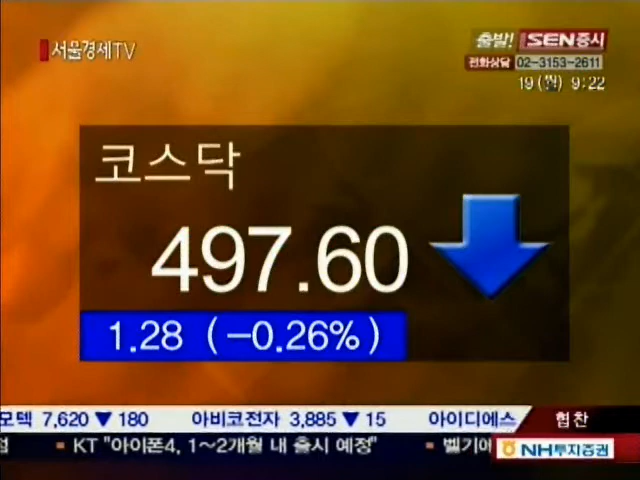 서울경제TV
출발! SEN증시
전화상담 02-3153-2611
19(월) 9:22
코스닥
497.60
1.28 (-0.26%)
모텍 7,620 ▼ 180 아비코전자 3,885 ▼ 15 아이디에스 협찬
KT "아이폰4, 1~2개월 내 출시 예정" 벨기에 NH투자증권